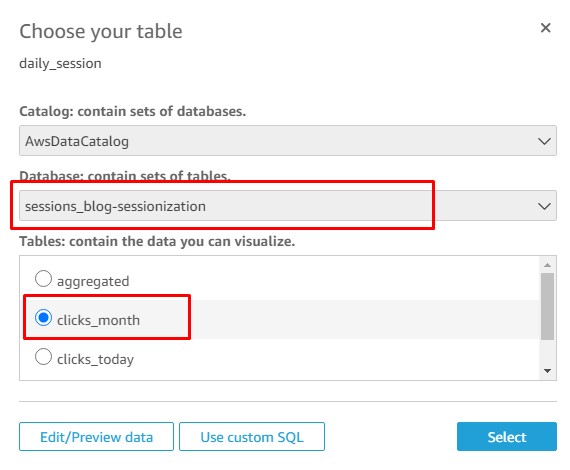 Choose your table
daily_session
Catalog: contain sets of databases.
AwsDataCatalog
Database: contain sets of tables.
sessions_blog-sessionization
Tables: contain the data you can visualize.
aggregated
clicks_month
clicks_today
Edit/Preview data
Use custom SQL
Select